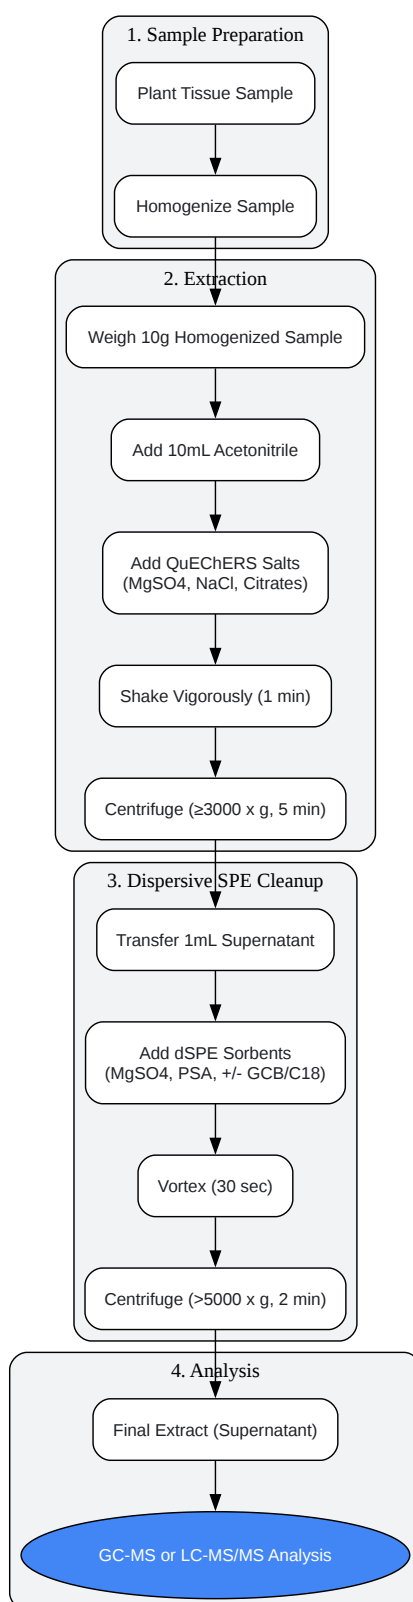 1. Sample Preparation
Plant Tissue Sample
Homogenize Sample
2. Extraction
Weigh 10g Homogenized Sample
Add 10mL Acetonitrile
Add QuEChERS Salts
(MgSO4, NaCl, Citrates)
Shake Vigorously (1 min)
Centrifuge (≥3000 x g, 5 min)
3. Dispersive SPE Cleanup
Transfer 1mL Supernatant
Add dSPE Sorbents
(MgSO4, PSA, +/- GCB/C18)
Vortex (30 sec)
Centrifuge (>5000 x g, 2 min)
4. Analysis
Final Extract (Supernatant)
GC-MS or LC-MS/MS Analysis